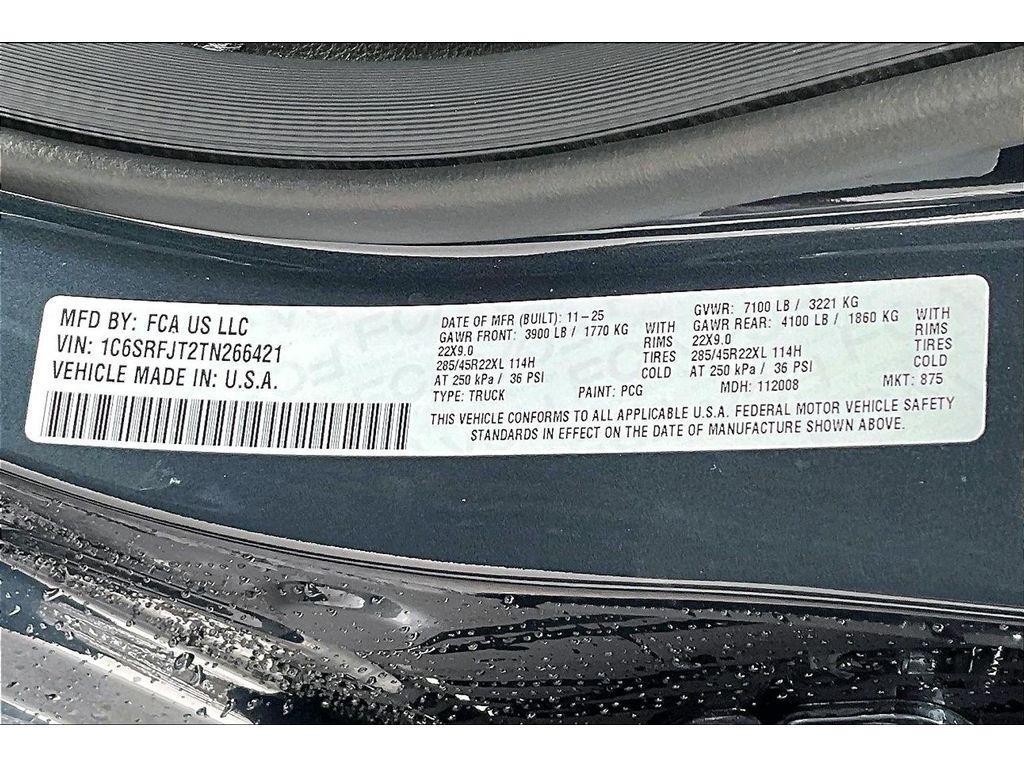 MFD BY: FCA US LLC
VIN: 1C6SRFJT2TN266421
VEHICLE MADE IN: U.S.A.
DATE OF MFR (BUILT): 11-25
GAWR FRONT: 3900 LB / 1770 KG WITH
22X9.0 RIMS
285/45R22XL 114H TIRES
AT 250 kPa / 36 PSI COLD
TYPE: TRUCK
PAINT: PCG
GVWR: 7100 LB / 3221 KG
GAWR REAR: 4100 LB / 1860 KG WITH
22X9.0 RIMS
285/45R22XL 114H TIRES
AT 250 kPa / 36 PSI COLD
MDH: 112008
MKT: 875
THIS VEHICLE CONFORMS TO ALL APPLICABLE U.S.A. FEDERAL MOTOR VEHICLE SAFETY
STANDARDS IN EFFECT ON THE DATE OF MANUFACTURE SHOWN ABOVE.